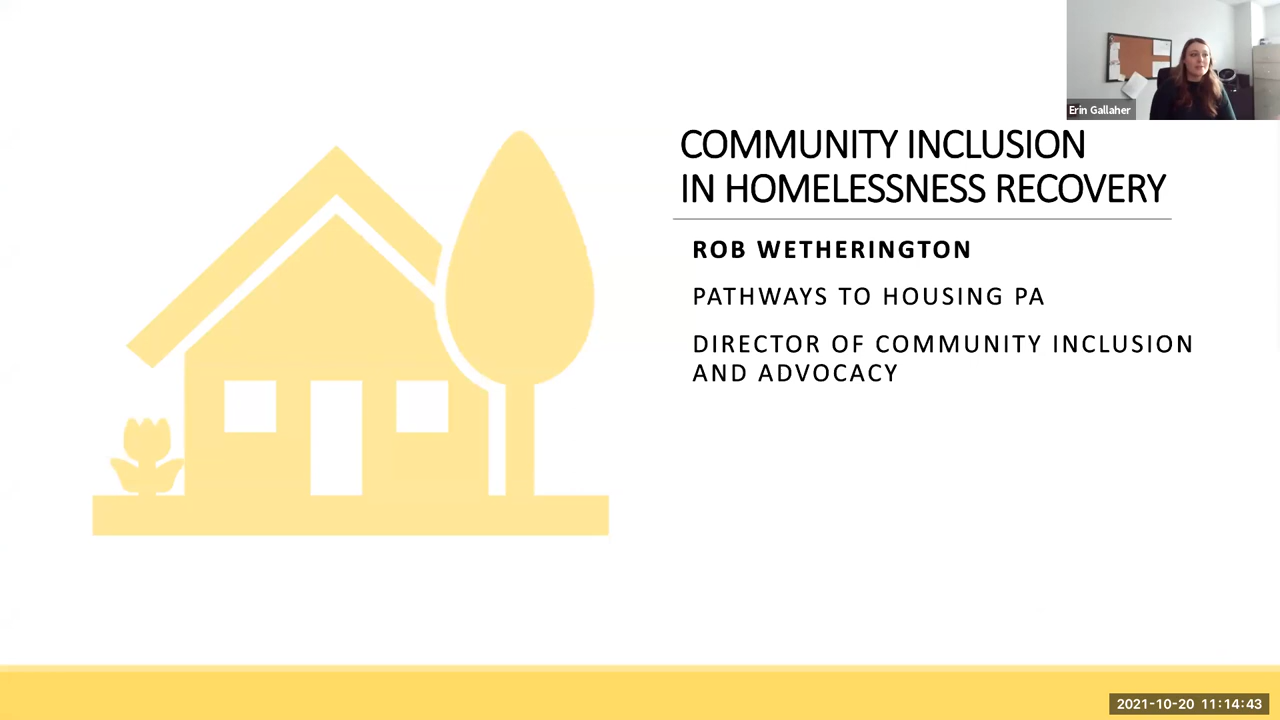 Erin Gallaher
COMMUNITY INCLUSION
IN HOMELESSNESS RECOVERY
ROB WETHERINGTON
PATHWAYS TO HOUSING PA
DIRECTOR OF COMMUNITY INCLUSION
AND ADVOCACY
2021-10-20 11:14:43